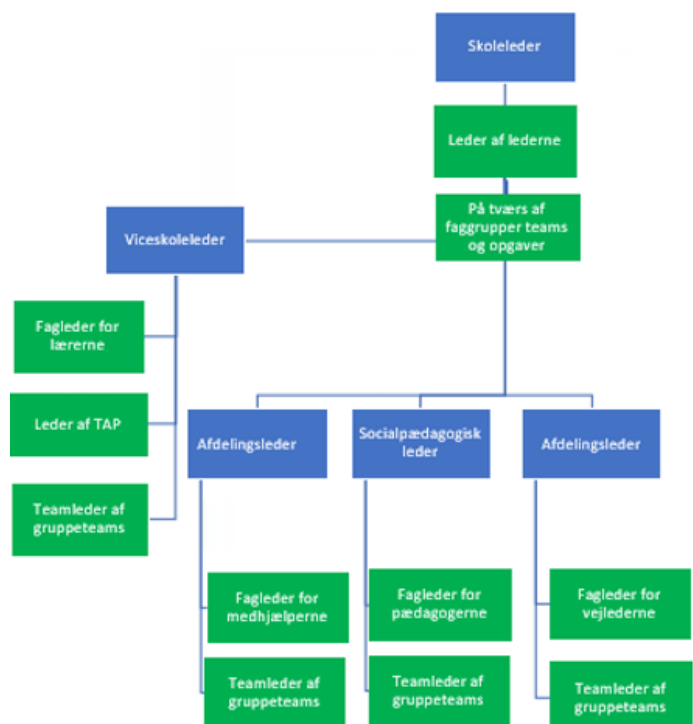 Skoleleder
Leder af lederne
På tværs af
faggrupper teams
og opgaver
Viceskoleleder
Fagleder for
lærerne
Leder af TAP
Teamleder af
gruppeteams
Afdelingsleder
Socialpædagogisk
leder
Afdelingsleder
Fagleder for
medhjælperne
Fagleder for
pædagogerne
Fagleder for
vejlederne
Teamleder af
gruppeteams
Teamleder af
gruppeteams
Teamleder af
gruppeteams